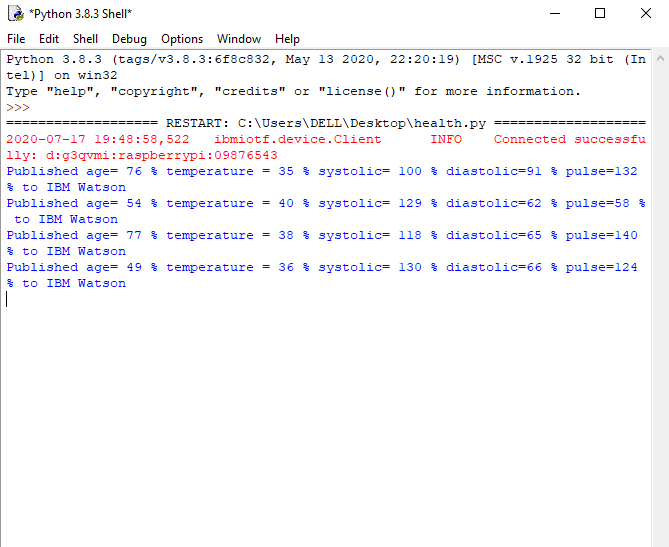 *Python 3.8.3 Shell*
File Edit Shell Debug Options Window Help
Python 3.8.3 (tags/v3.8.3:6f8c832, May 13 2020, 22:20:19) [MSC v.1925 32 bit (In
tel)] on win32
Type "help", "copyright", "credits" or "license()" for more information.
>>>
=================== RESTART: C:\Users\DELL\Desktop\health.py ===================
2020-07-17 19:48:58,522   ibmiotf.device.Client      INFO    Connected successfu
lly: d:g3qvmi:raspberrypi:09876543
Published age= 76 % temperature = 35 % systolic= 100 % diastolic=91 % pulse=132
% to IBM Watson
Published age= 54 % temperature = 40 % systolic= 129 % diastolic=62 % pulse=58 %
 to IBM Watson
Published age= 77 % temperature = 38 % systolic= 118 % diastolic=65 % pulse=140
% to IBM Watson
Published age= 49 % temperature = 36 % systolic= 130 % diastolic=66 % pulse=124
% to IBM Watson